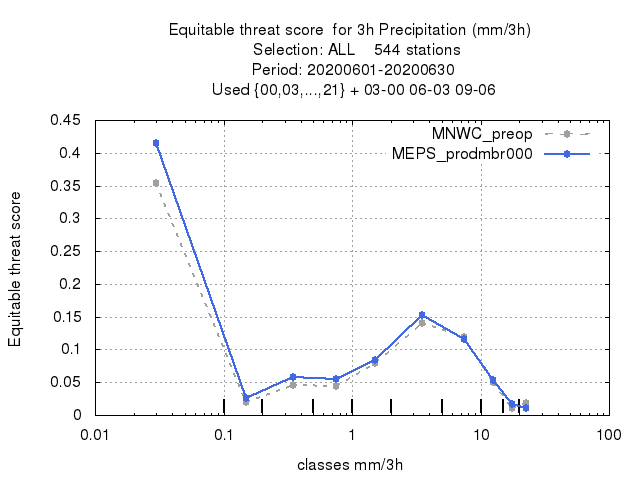 Equitable threat score  for 3h Precipitation (mm/3h)
Selection: ALL    544 stations
Period: 20200601-20200630
Used {00,03,...,21} + 03-00 06-03 09-06
MNWC_preop
MEPS_prodmbr000
0.45
0.4
0.35
0.3
0.25
0.2
0.15
0.1
0.05
0
Equitable threat score
0.01
0.1
1
10
100
classes mm/3h